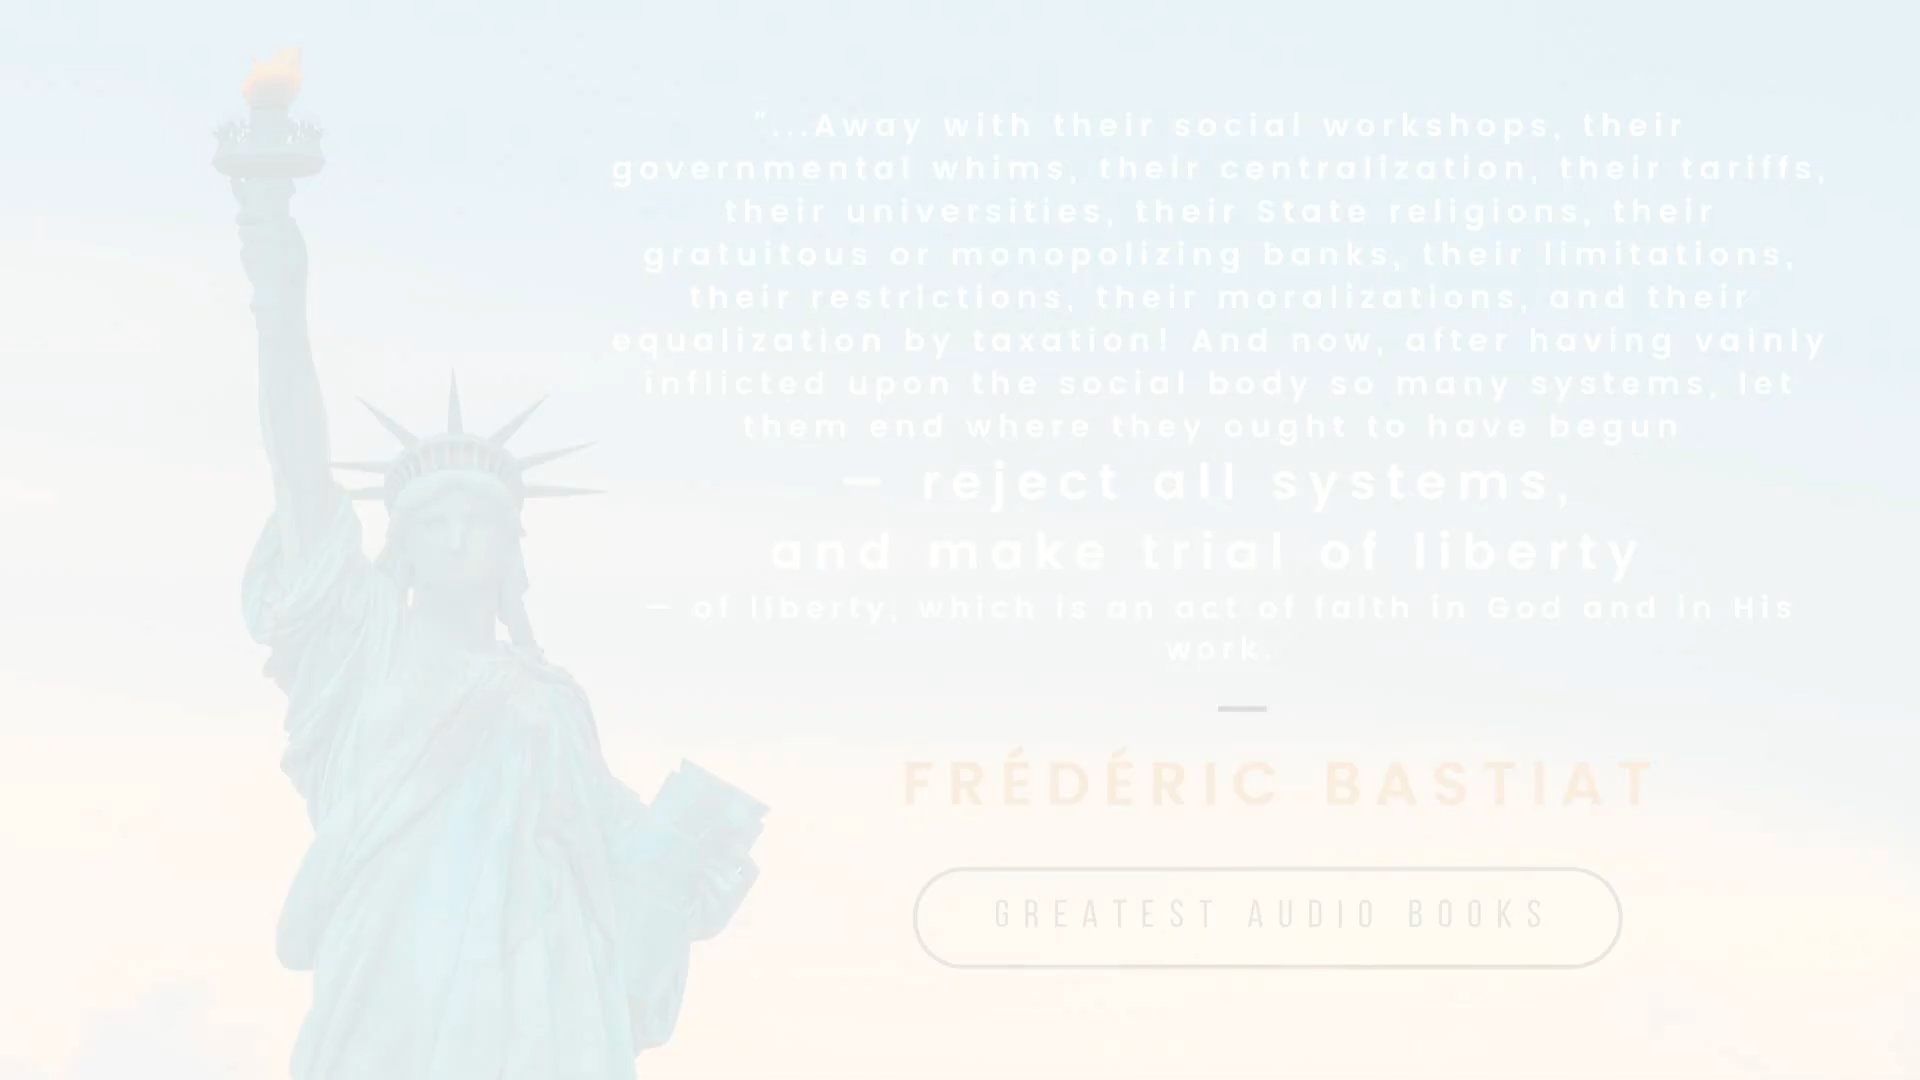 "...Away with their social workshops, their
governmental whims, their centralization, their tariffs,
their universities, their State religions, their
gratuitous or monopolizing banks, their limitations,
their restrictions, their moralizations, and their
equalization by taxation! And now, after having vainly
inflicted upon the social body so many systems, let
them end where they ought to have begun
— reject all systems,
and make trial of liberty
— of liberty, which is an act of faith in God and in His
work.
FRÉDÉRIC BASTIAT
GREATEST AUDIO BOOKS